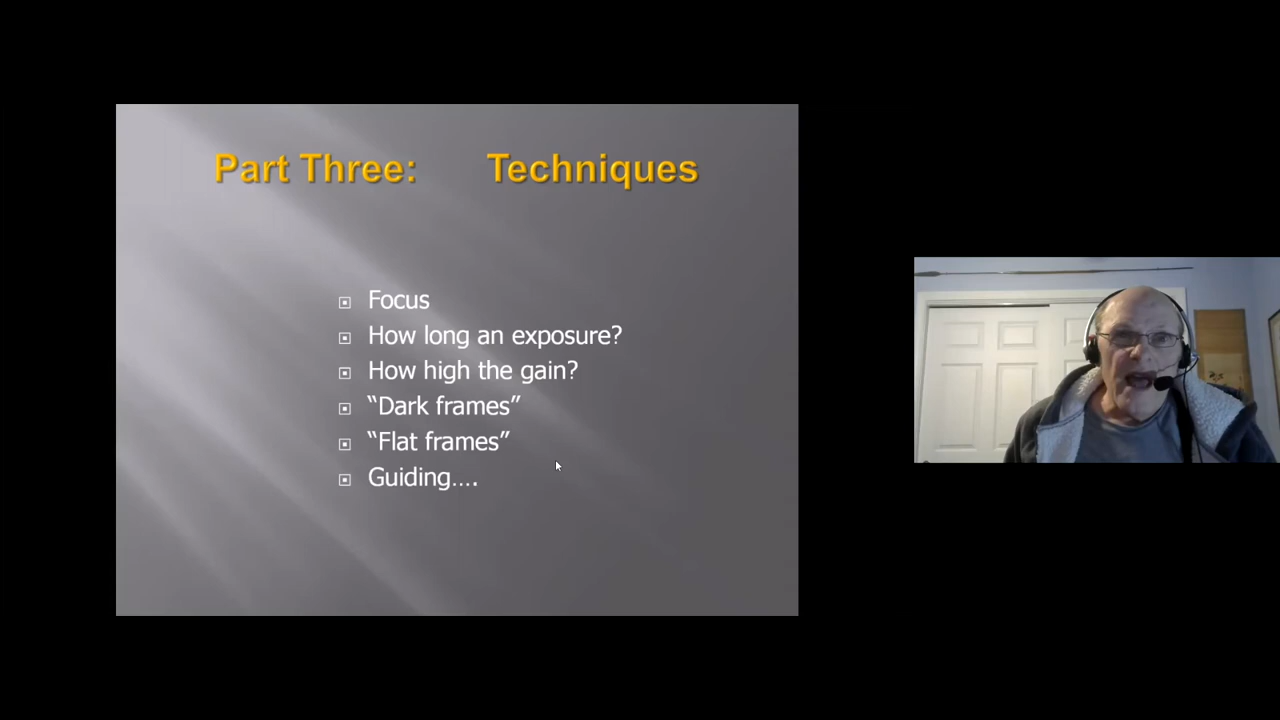 Part Three: Techniques
Focus
How long an exposure?
How high the gain?
“Dark frames”
“Flat frames”
Guiding….